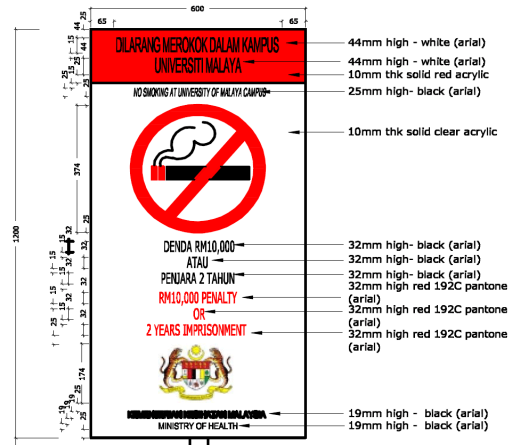 600
65 65
DILARANG MEROKOK DALAM KAMPUS
UNIVERSITI MALAYA
NO SMOKING AT UNIVERSITY OF MALAYA CAMPUS
DENDA RM10,000
ATAU
PENJARA 2 TAHUN
RM10,000 PENALTY
OR
2 YEARS IMPRISONMENT
KEMENTERIAN KESIHATAN MALAYSIA
MINISTRY OF HEALTH
44mm high - white (arial)
44mm high - white (arial)
10mm thk solid red acrylic
25mm high- black (arial)
10mm thk solid clear acrylic
32mm high- black (arial)
32mm high- black (arial)
32mm high- black (arial)
32mm high red 192C pantone
(arial)
32mm high red 192C pantone
(arial)
32mm high red 192C pantone
(arial)
19mm high - black (arial)
19mm high - black (arial)
1200
374
174